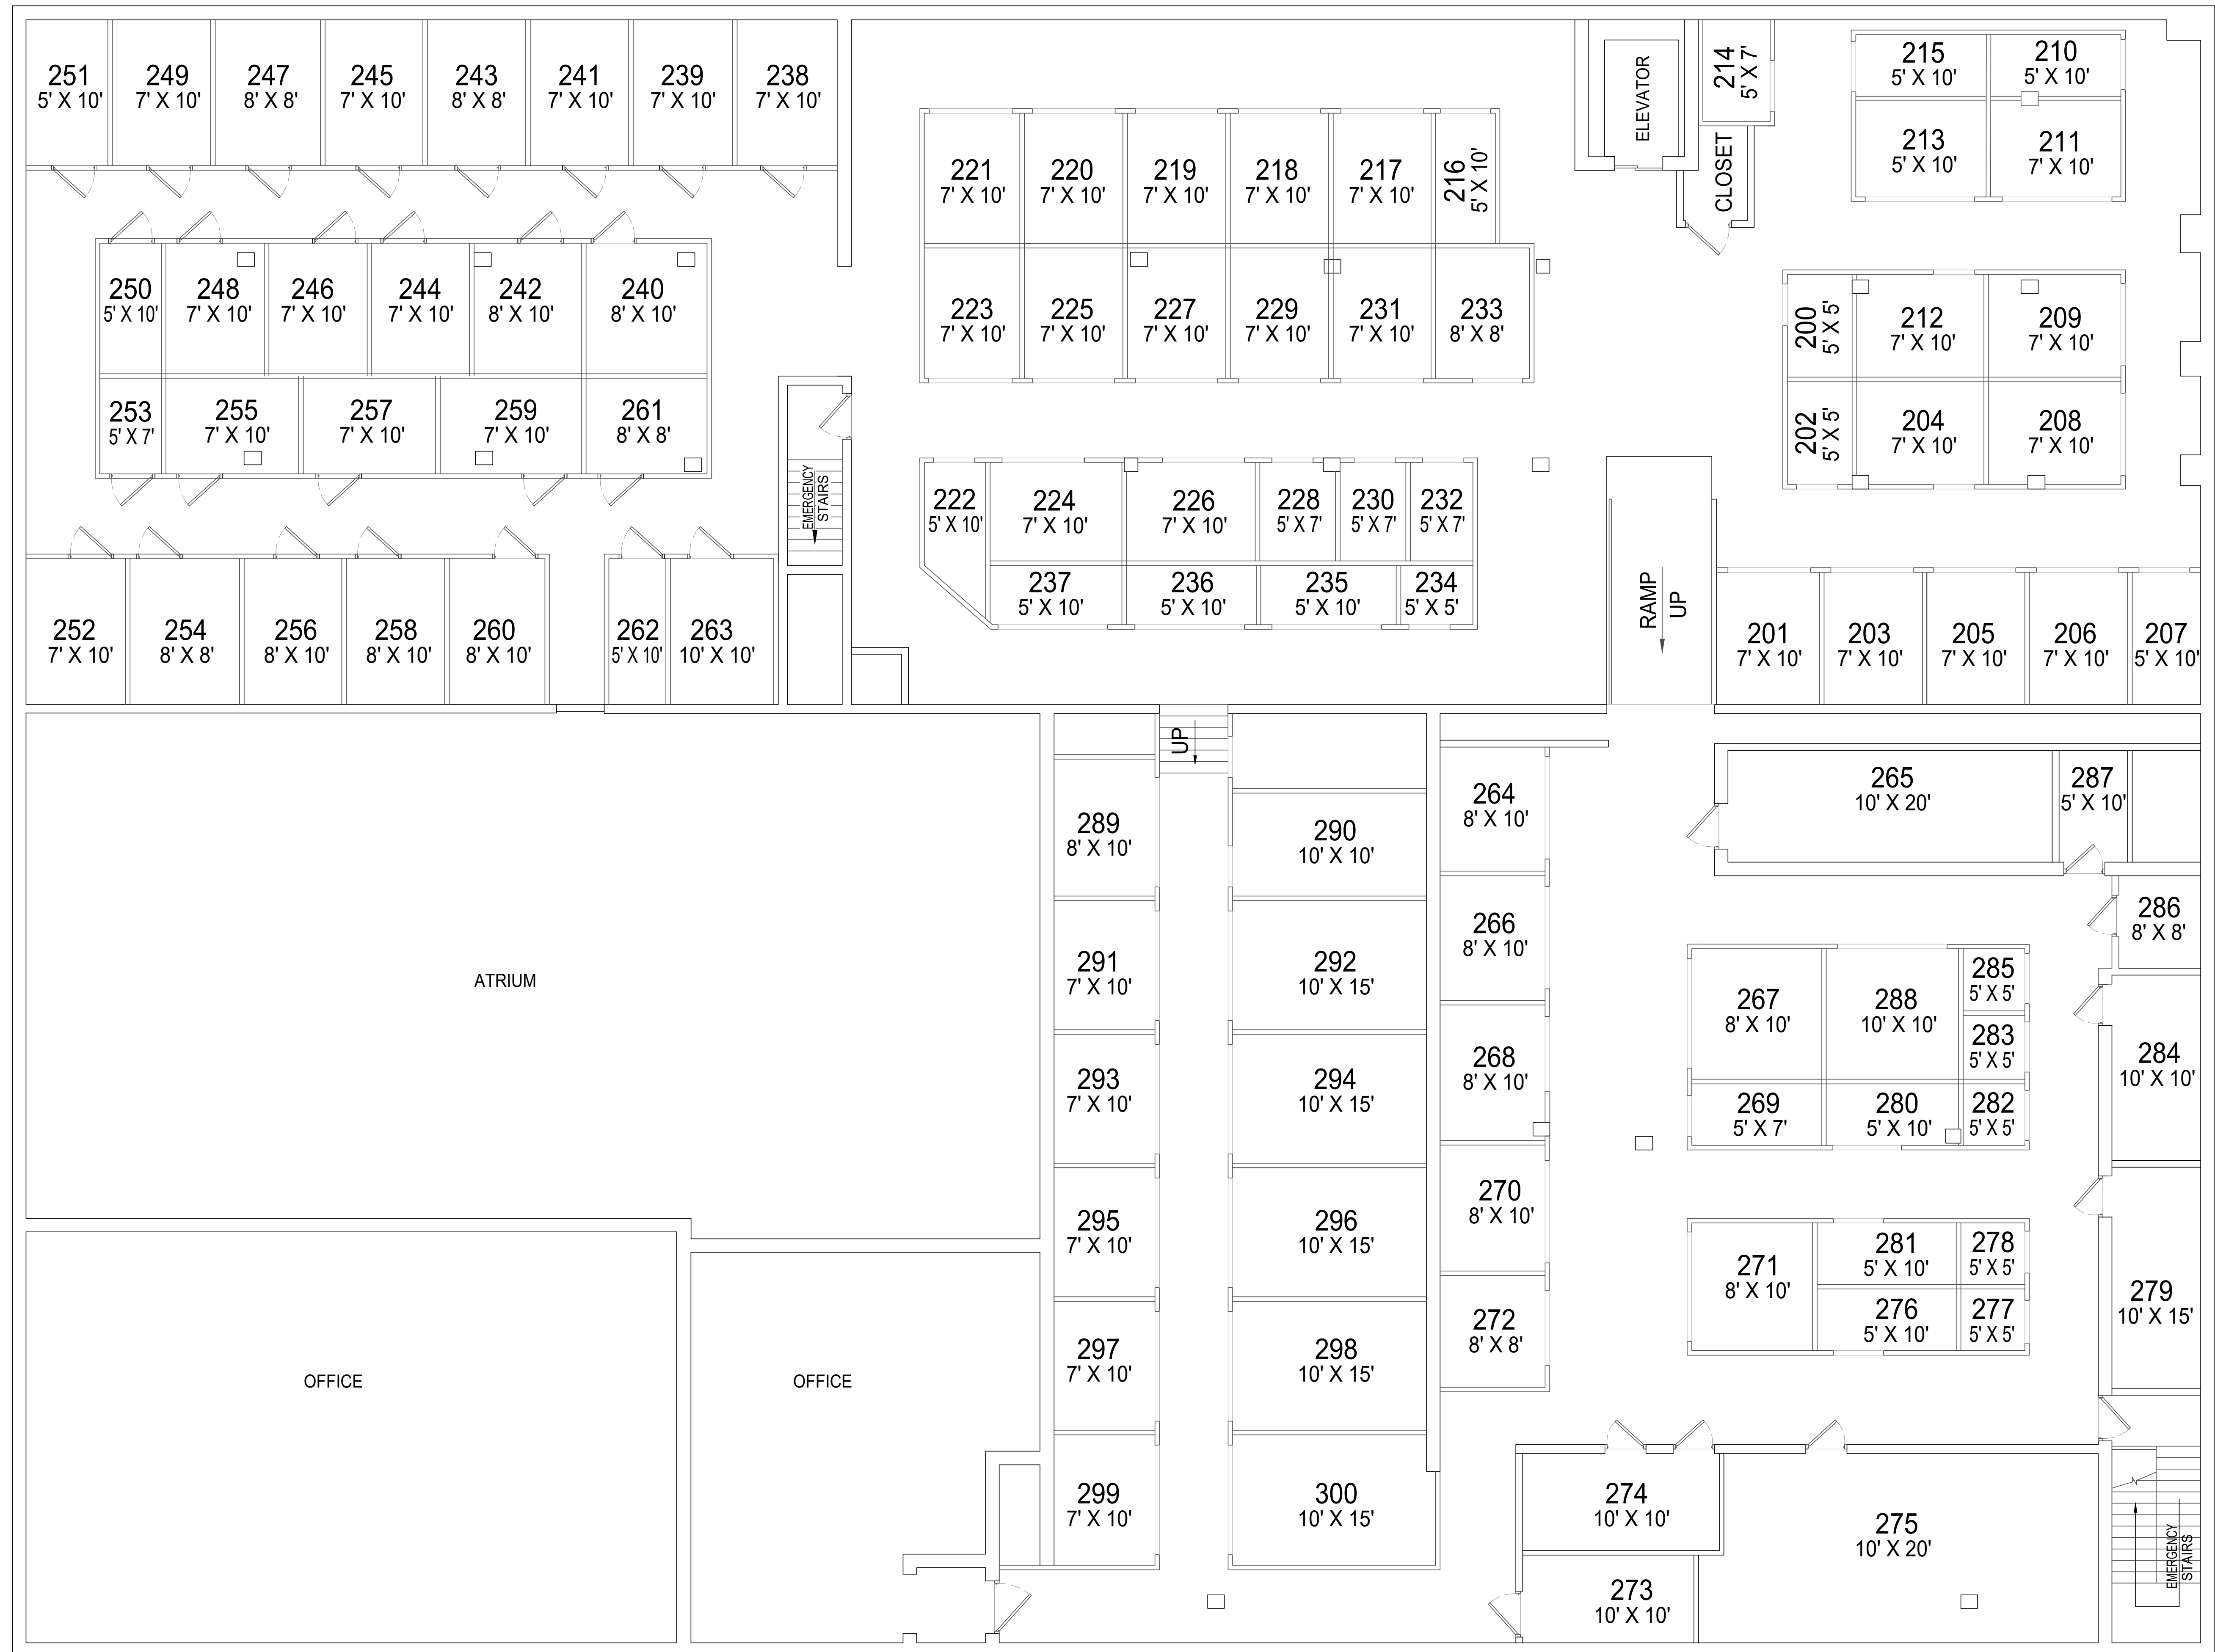 251
5' X 10'
249
7' X 10'
247
8' X 8'
245
7' X 10'
243
8' X 8'
241
7' X 10'
239
7' X 10'
238
7' X 10'
ELEVATOR
214
5' X 7'
CLOSET
215
5' X 10'
210
5' X 10'
213
5' X 10'
211
7' X 10'
221
7' X 10'
220
7' X 10'
219
7' X 10'
218
7' X 10'
217
7' X 10'
216
5' X 10'
250
5' X 10'
248
7' X 10'
246
7' X 10'
244
7' X 10'
242
8' X 10'
240
8' X 10'
223
7' X 10'
225
7' X 10'
227
7' X 10'
229
7' X 10'
231
7' X 10'
233
8' X 8'
200
5' X 5'
212
7' X 10'
209
7' X 10'
253
5' X 7'
255
7' X 10'
257
7' X 10'
259
7' X 10'
261
8' X 8'
202
5' X 5'
204
7' X 10'
208
7' X 10'
EMERGENCY
STAIRS
222
5' X 10'
224
7' X 10'
226
7' X 10'
228
5' X 7'
230
5' X 7'
232
5' X 7'
237
5' X 10'
236
5' X 10'
235
5' X 10'
234
5' X 5'
RAMP
UP
252
7' X 10'
254
8' X 8'
256
8' X 10'
258
8' X 10'
260
8' X 10'
262
5' X 10'
263
10' X 10'
201
7' X 10'
203
7' X 10'
205
7' X 10'
206
7' X 10'
207
5' X 10'
UP
264
8' X 10'
265
10' X 20'
287
5' X 10'
289
8' X 10'
290
10' X 10'
266
8' X 10'
286
8' X 8'
ATRIUM
291
7' X 10'
292
10' X 15'
267
8' X 10'
288
10' X 10'
285
5' X 5'
283
5' X 5'
284
10' X 10'
293
7' X 10'
294
10' X 15'
268
8' X 10'
269
5' X 7'
280
5' X 10'
282
5' X 5'
295
7' X 10'
296
10' X 15'
270
8' X 10'
271
8' X 10'
281
5' X 10'
278
5' X 5'
276
5' X 10'
277
5' X 5'
279
10' X 15'
OFFICE
OFFICE
297
7' X 10'
298
10' X 15'
272
8' X 8'
299
7' X 10'
300
10' X 15'
274
10' X 10'
275
10' X 20'
273
10' X 10'
EMERGENCY
STAIRS